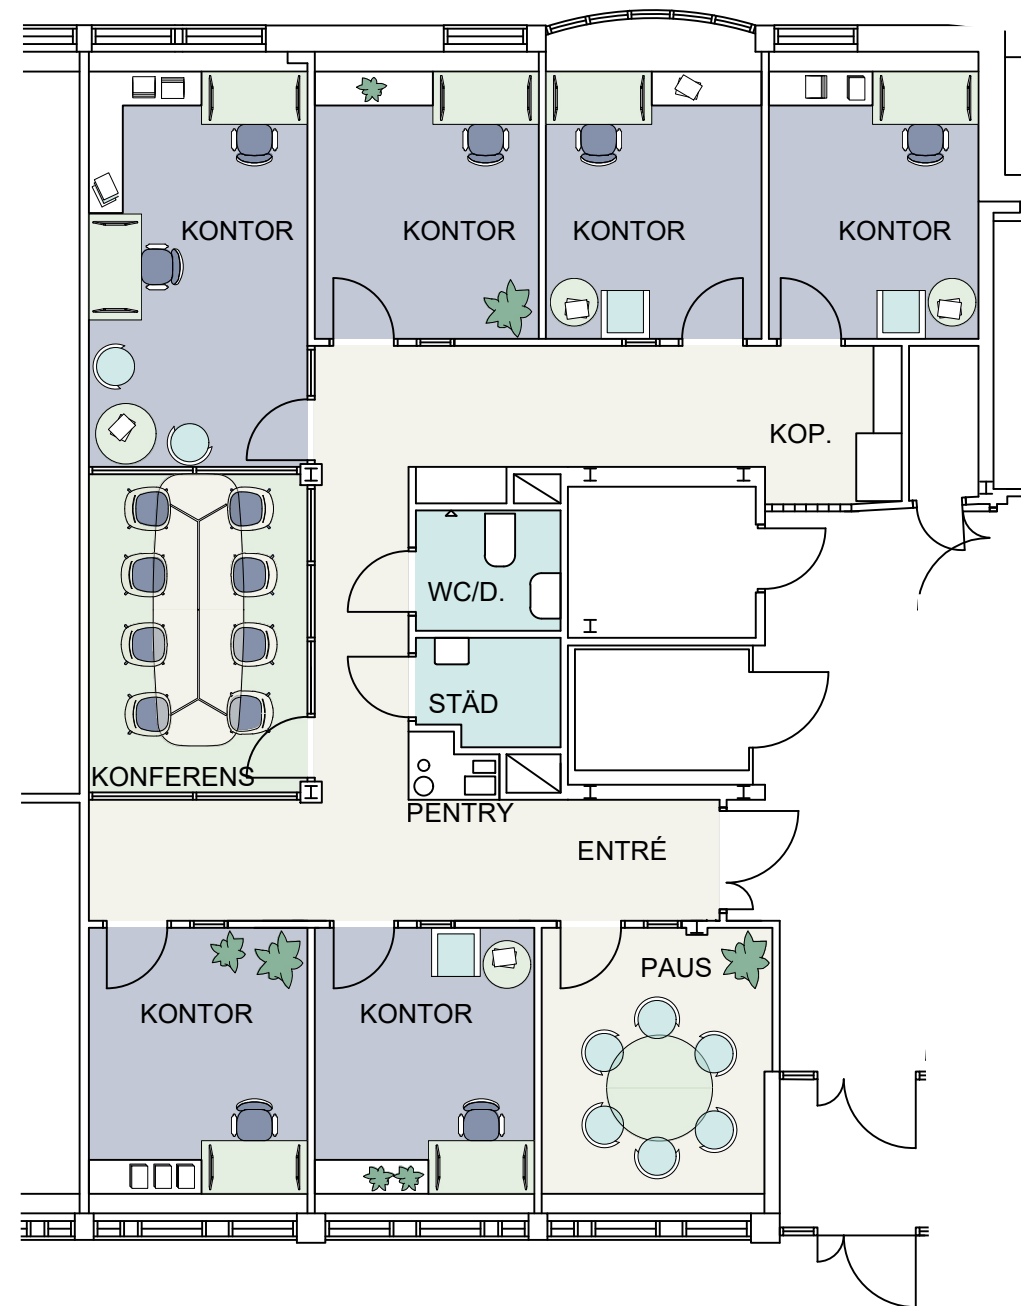 KONTOR
KONTOR
KONTOR
KONTOR
KOP.
WC/D.
STÄD
KONFERENS
PENTRY
ENTRÉ
PAUS
KONTOR
KONTOR